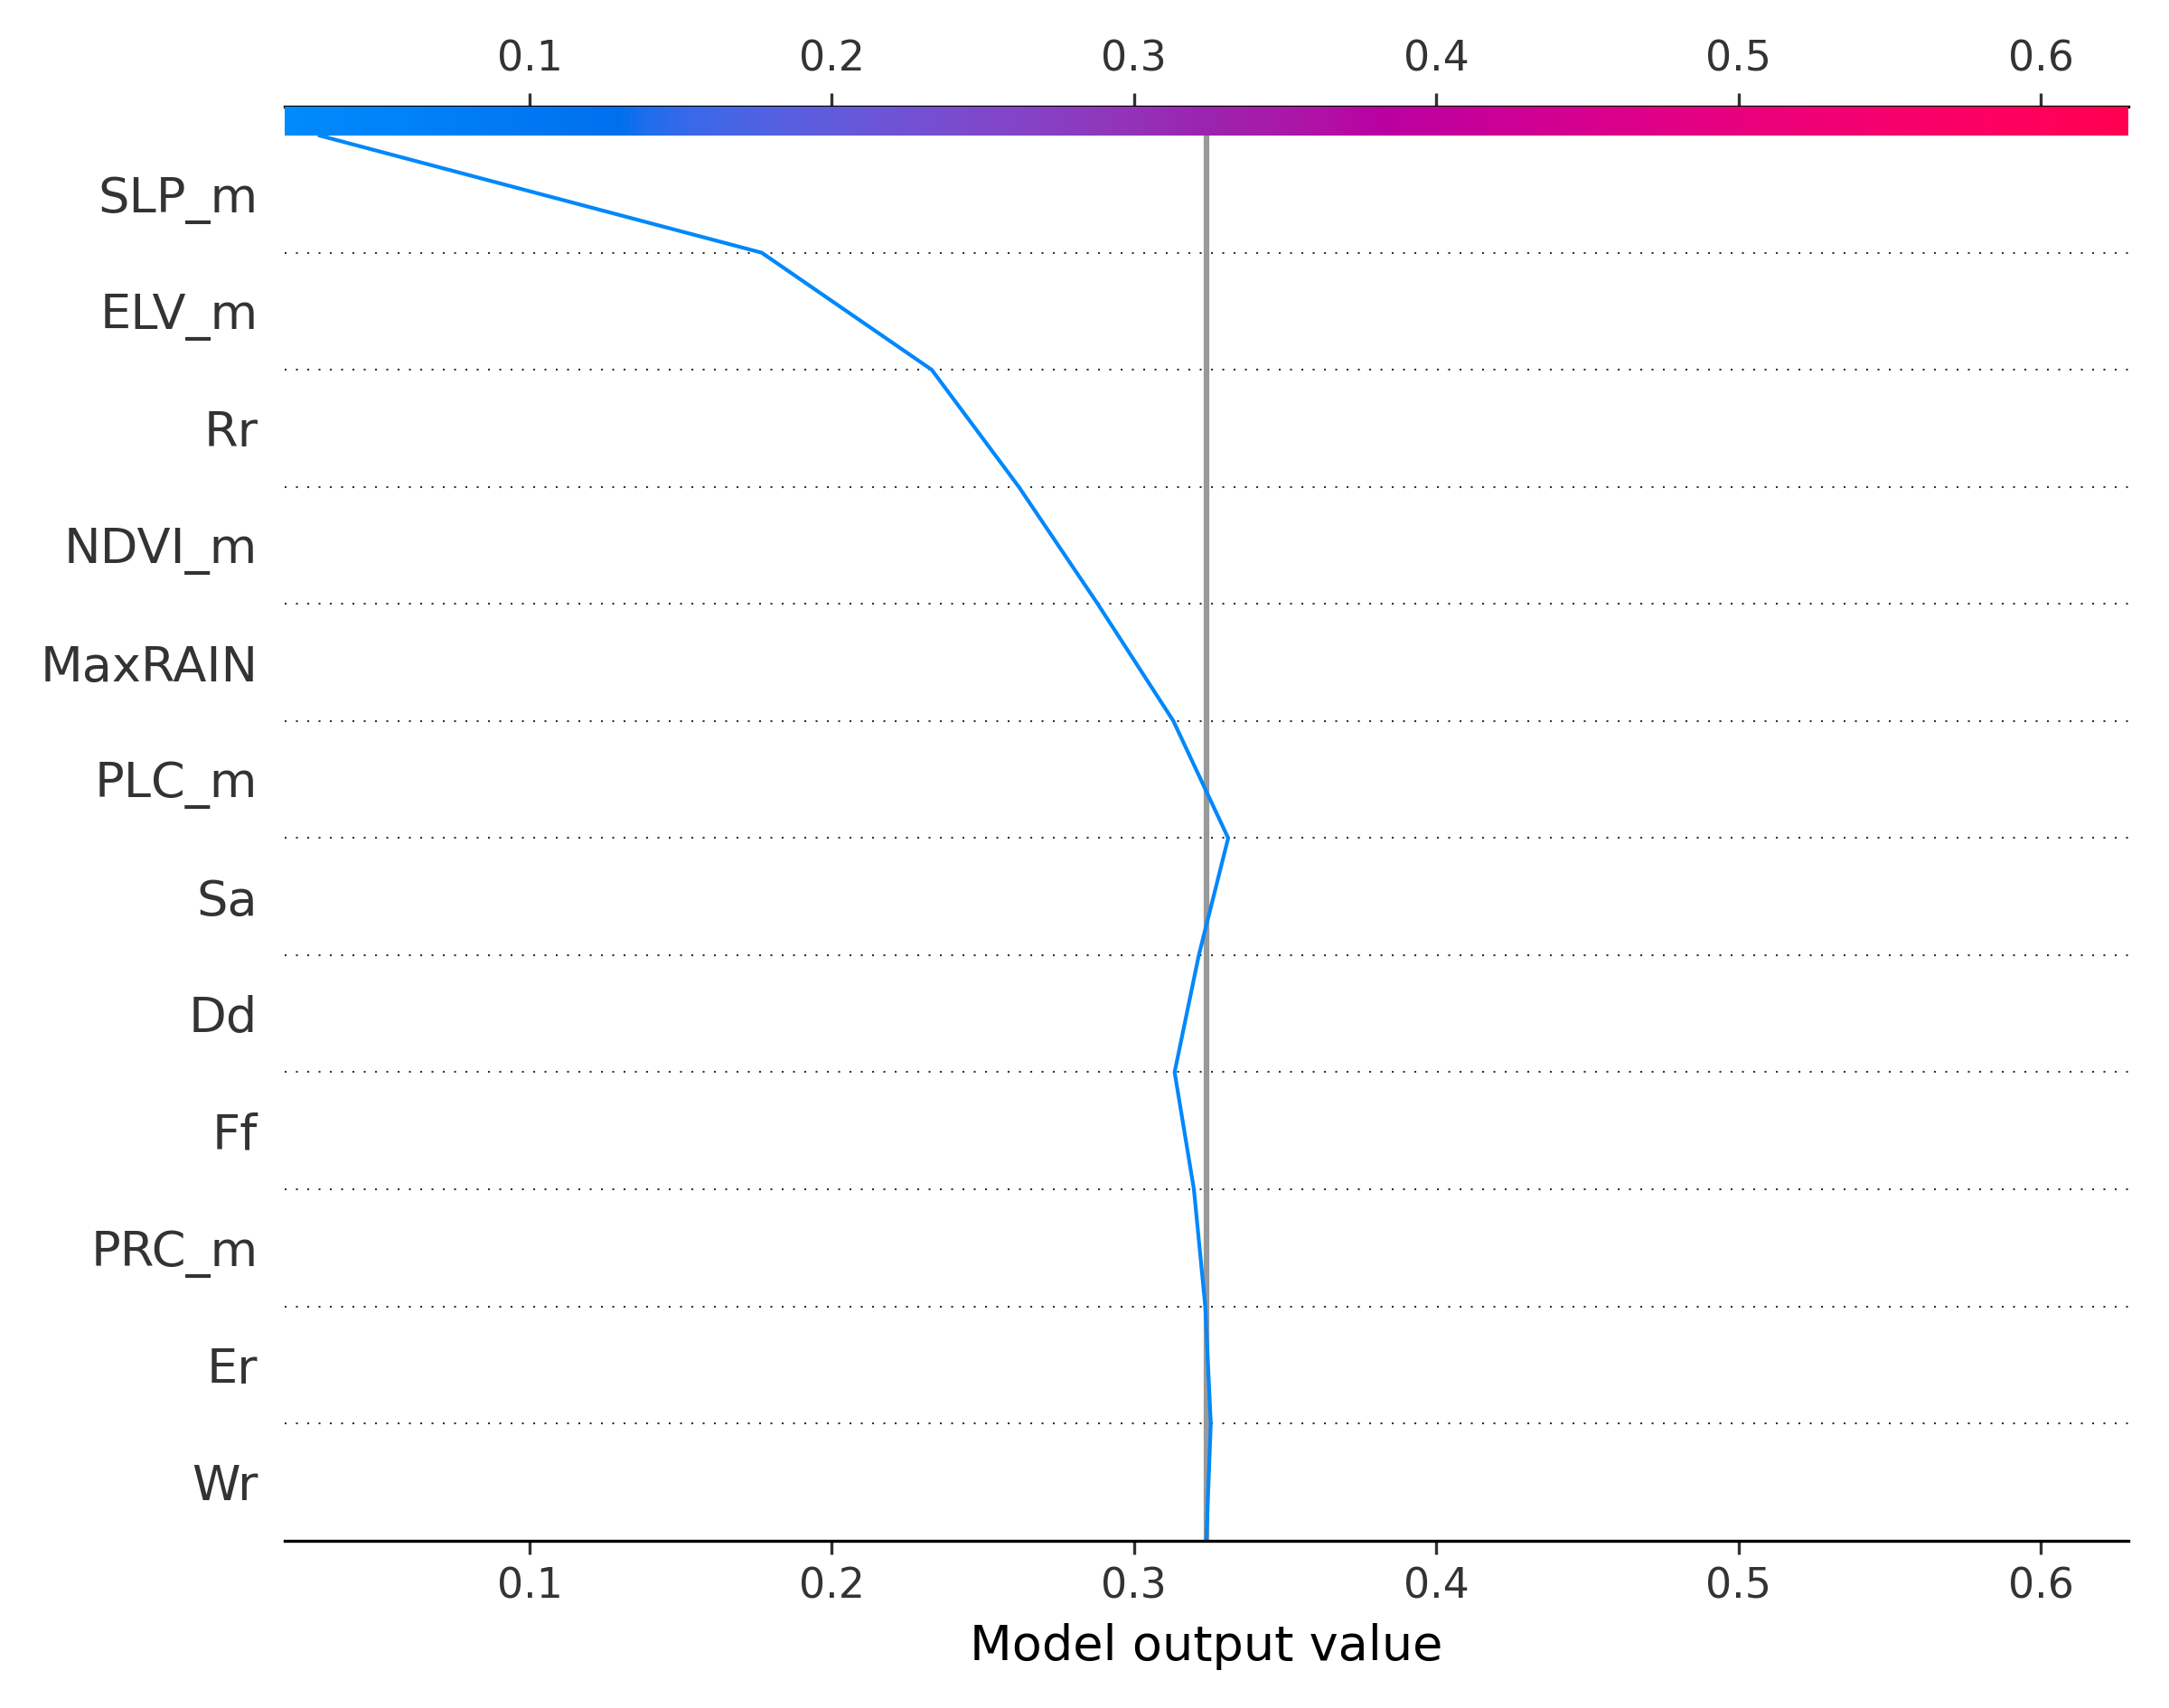 0.1 0.2 0.3 0.4 0.5 0.6
SLP_m
ELV_m
Rr
NDVI_m
MaxRAIN
PLC_m
Sa
Dd
Ff
PRC_m
Er
Wr
0.1 0.2 0.3 0.4 0.5 0.6
Model output value